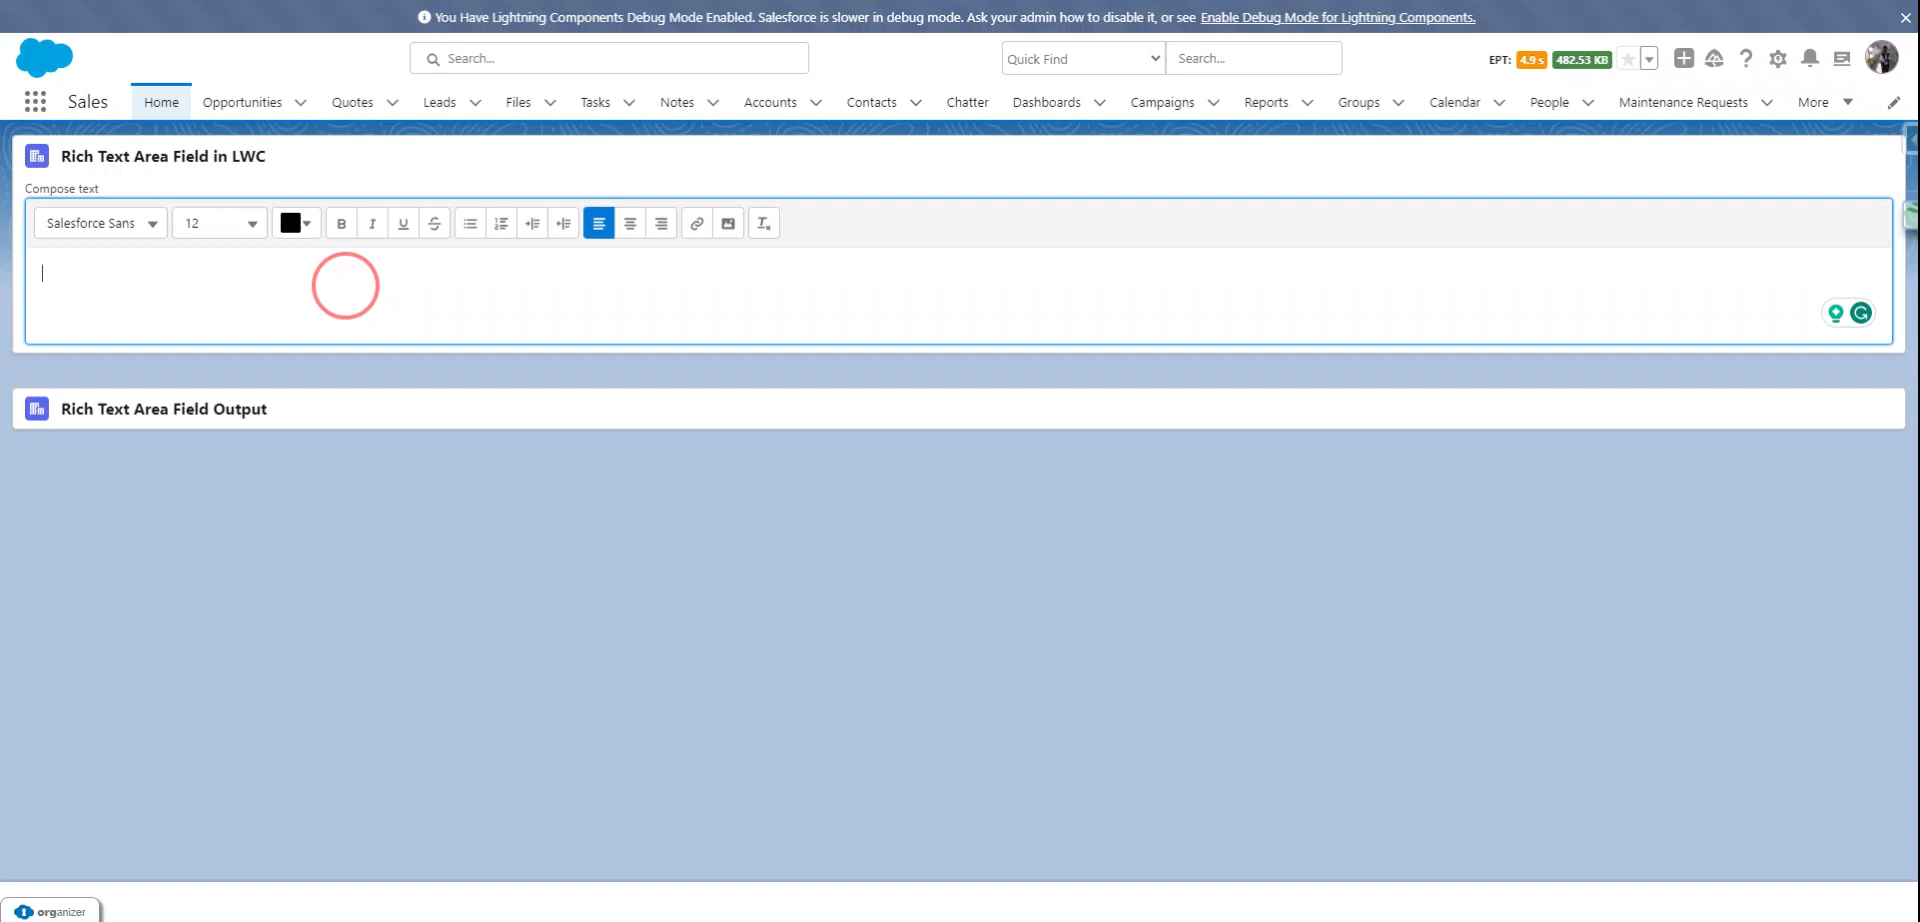 You Have Lightning Components Debug Mode Enabled. Salesforce is slower in debug mode. Ask your admin how to disable it, or see Enable Debug Mode for Lightning Components.
Search... Quick Find Search... EPT: 4.9 s 482.53 KB
Sales Home Opportunities Quotes Leads Files Tasks Notes Accounts Contacts Chatter Dashboards Campaigns Reports Groups Calendar People Maintenance Requests More
Rich Text Area Field in LWC
Compose text
Salesforce Sans 12 B I U S
Rich Text Area Field Output
organizer